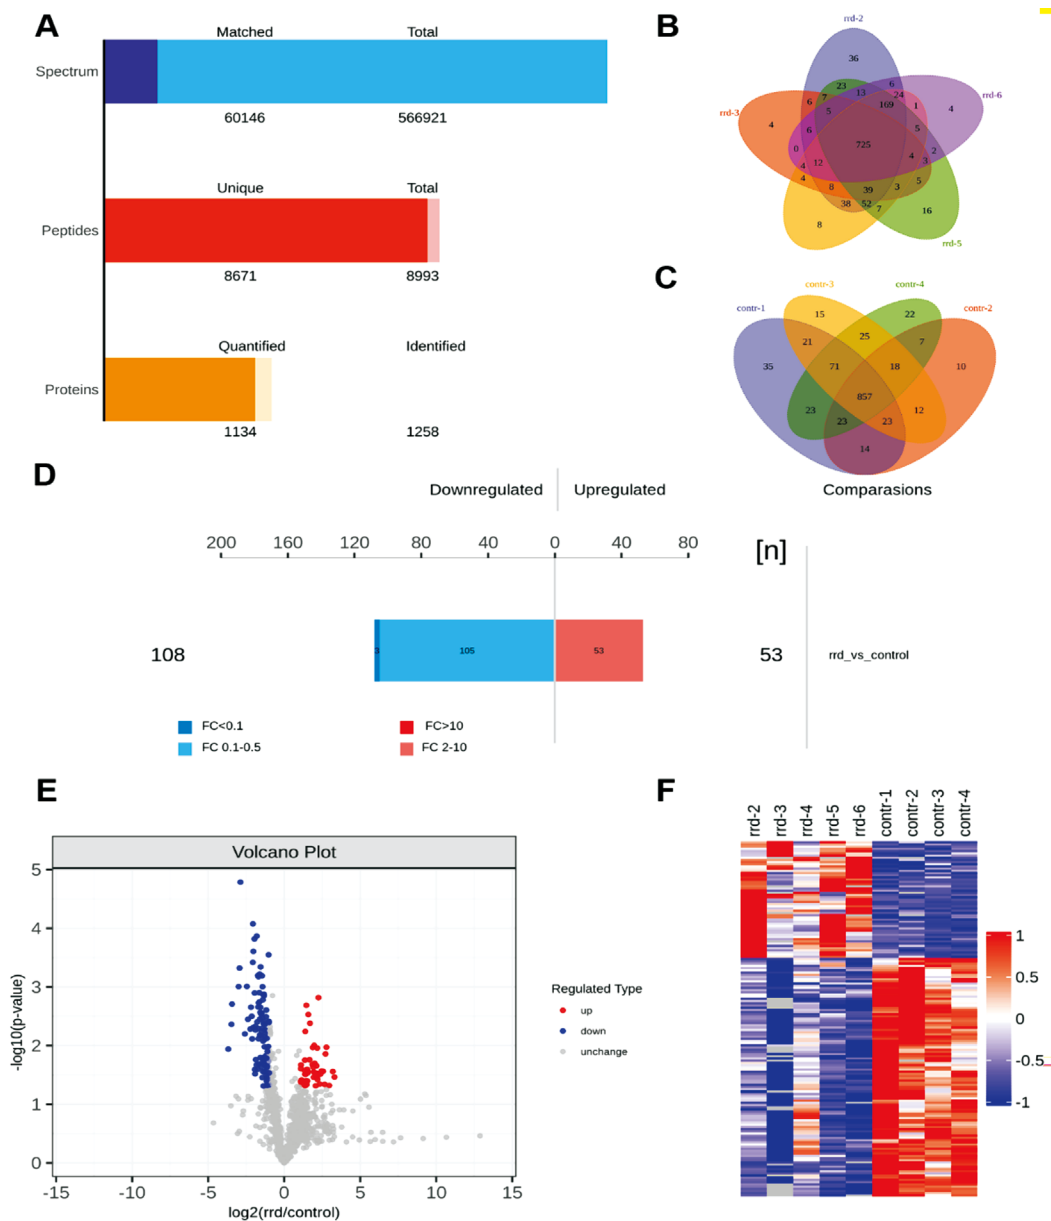 A
Matched Total
Spectrum
60146 566921
Unique Total
Peptides
8671 8993
Quantified Identified
Proteins
1134 1258
B
rrd-2
36
23 6
7 13 24 rrd-6
6 5 169 1 4
rrd-3
4 6 5
0 725 2
4 12 4 3
4 8 39 3 5
38 52 7 16
8
rrd-5
C
contr-3 contr-4
contr-1 contr-2
15 22
21 25 7
35 71 18 10
857
23 23 23 12
14
D
Downregulated Upregulated Comparasions
200 160 120 80 40 0 40 80 [n]
108 3 105 53 53 rrd_vs_control
FC<0.1 FC>10
FC 0.1-0.5 FC 2-10
E
Volcano Plot
5
4
3
2
1
0
-log10(p-value)
-15 -10 -5 0 5 10 15
log2(rrd/control)
Regulated Type
up
down
unchange
F
rrd-2 rrd-3 rrd-4 rrd-5 rrd-6 contr-1 contr-2 contr-3 contr-4
1
0.5
0
-0.5
-1